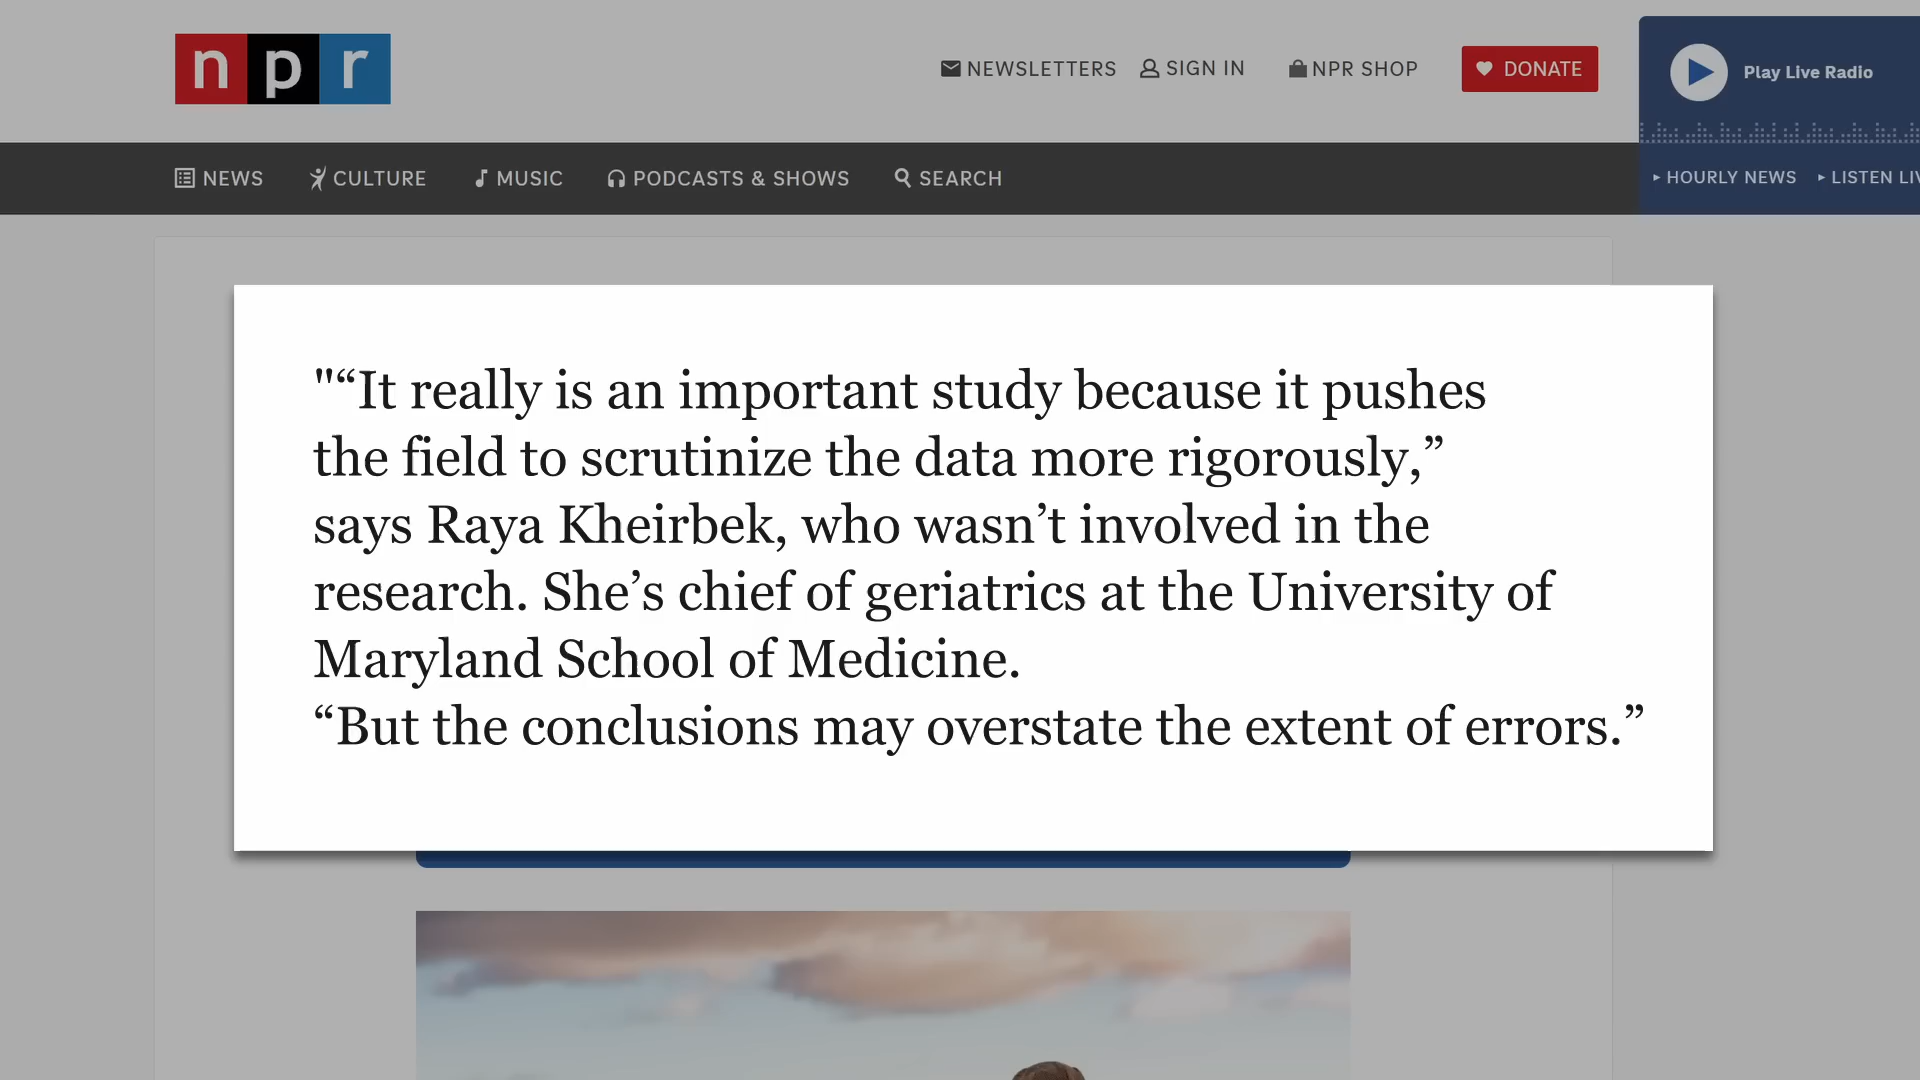 npr
NEWSLETTERS
SIGN IN
NPR SHOP
DONATE
Play Live Radio
NEWS
CULTURE
MUSIC
PODCASTS & SHOWS
SEARCH
HOURLY NEWS
LISTEN LIV
"“It really is an important study because it pushes
the field to scrutinize the data more rigorously,”
says Raya Kheirbek, who wasn’t involved in the
research. She’s chief of geriatrics at the University of
Maryland School of Medicine.
“But the conclusions may overstate the extent of errors.”